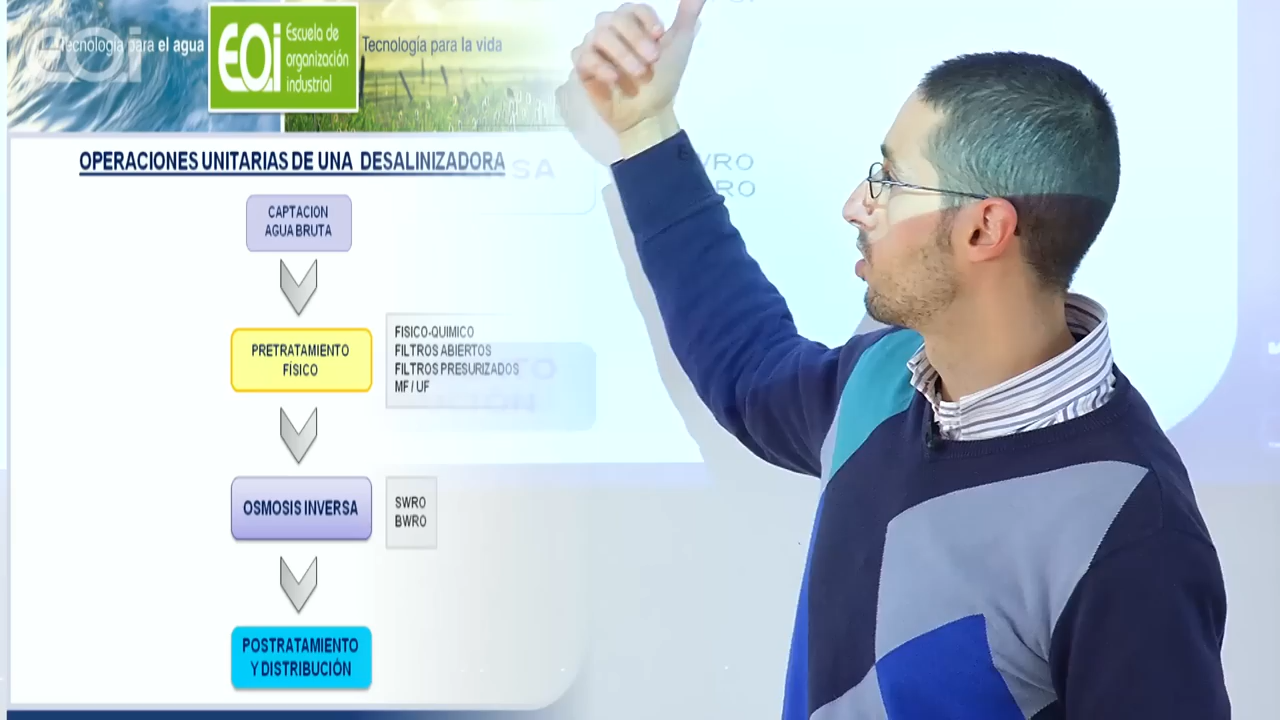 Tecnología para el agua
EOi
Escuela de
organización
industrial
Tecnología para la vida
EOi
OPERACIONES UNITARIAS DE UNA DESALINIZADORA
CAPTACION
AGUA BRUTA
PRETRATAMIENTO
FÍSICO
FISICO-QUIMICO
FILTROS ABIERTOS
FILTROS PRESURIZADOS
MF / UF
OSMOSIS INVERSA
SWRO
BWRO
POSTRATAMIENTO
Y DISTRIBUCIÓN